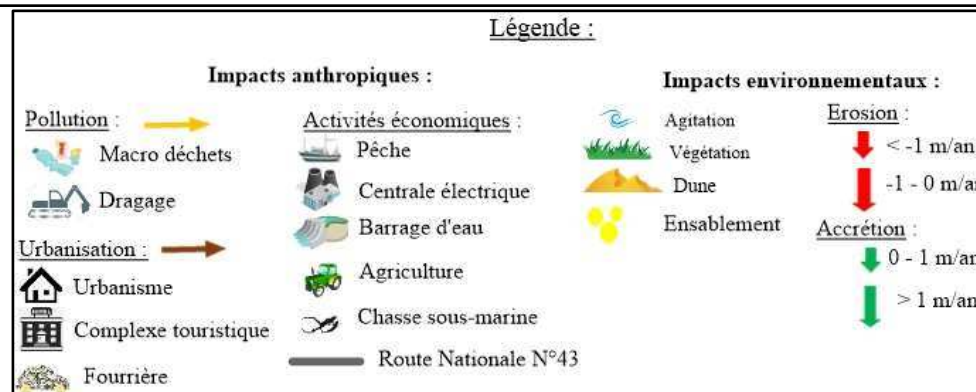 Légende :
Impacts anthropiques :
Pollution :
Macro déchets
Dragage
Urbanisation :
Urbanisme
Complexe touristique
Fourrière
Activités économiques :
Pêche
Centrale électrique
Barrage d'eau
Agriculture
Chasse sous-marine
Route Nationale N°43
Impacts environnementaux :
Agitation
Végétation
Dune
Ensablement
Erosion :
< -1 m/an
-1 - 0 m/an
Accrétion :
0 - 1 m/an
> 1 m/an